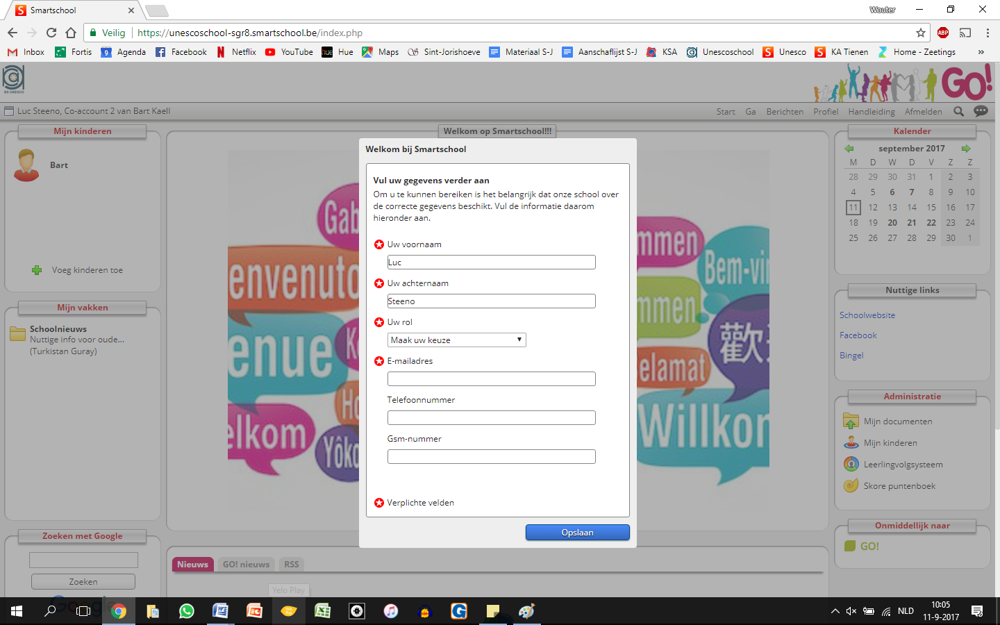 Smartschool
Wouter
Veilig
https://unescoschool-sgr8.smartschool.be/index.php
ABP
Inbox
Fortis
Agenda
Facebook
Netflix
YouTube
Hue
Maps
Sint-Jorishoeve
Materiaal S-J
Aanschaflijst S-J
KSA
Unescoschool
Unesco
KA Tienen
Home - Zeetings
»
BS UNESCO
GO!
Luc Steeno, Co-account 2 van Bart Kaell
Start
Ga
Berichten
Profiel
Handleiding
Afmelden
Mijn kinderen
Bart
Voeg kinderen toe
Mijn vakken
Schoolnieuws
Nuttige info voor oude...
(Turkistan Guray)
Zoeken met Google
Zoeken
Google
Welkom op Smartschool!!!
Welkom bij Smartschool
Vul uw gegevens verder aan
Om u te kunnen bereiken is het belangrijk dat onze school over
de correcte gegevens beschikt. Vul de informatie daarom
hieronder aan.
Uw voornaam
Luc
Uw achternaam
Steeno
Uw rol
Maak uw keuze
E-mailadres
Telefoonnummer
Gsm-nummer
Verplichte velden
Opslaan
Gab
envenuto
enue
Ke
Ho
elkom
Yôko
mmen
Bem-vin
mmen
歡
elamat
Willkom
Nieuws
GO! nieuws
RSS
Yelo Play
Kalender
september 2017
M D W D V Z Z
28 29 30 31 1 2 3
4 5 6 7 8 9 10
11 12 13 14 15 16 17
18 19 20 21 22 23 24
25 26 27 28 29 30 1
Nuttige links
Schoolwebsite
Facebook
Bingel
Administratie
Mijn documenten
Mijn kinderen
Leerlingvolgsysteem
Skore puntenboek
Onmiddellijk naar
GO!
NLD
10:05
11-9-2017